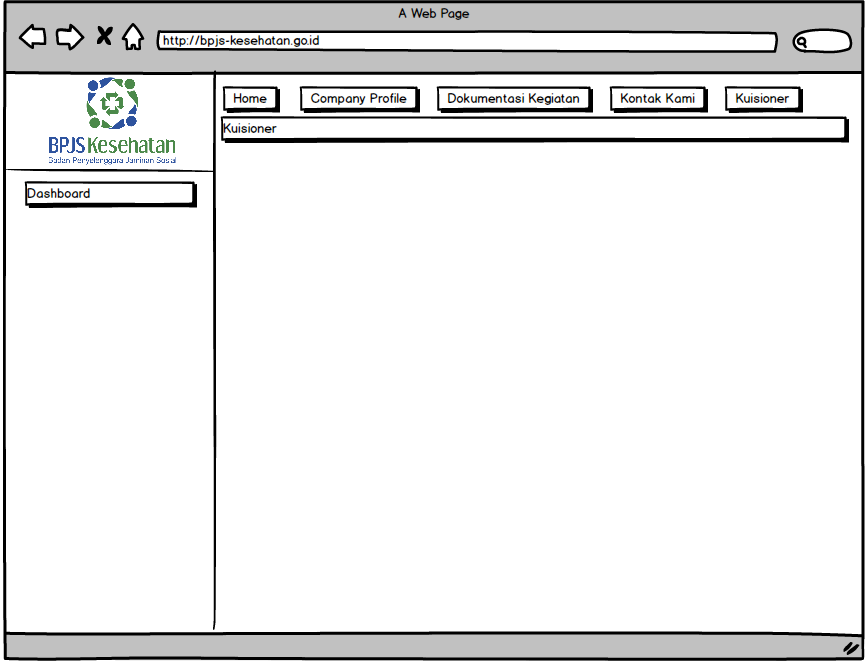 A Web Page
http://bpjs-kesehatan.go.id
BPJS Kesehatan
Badan Penyelenggara Jaminan Sosial
Home
Company Profile
Dokumentasi Kegiatan
Kontak Kami
Kuisioner
Kuisioner
Dashboard